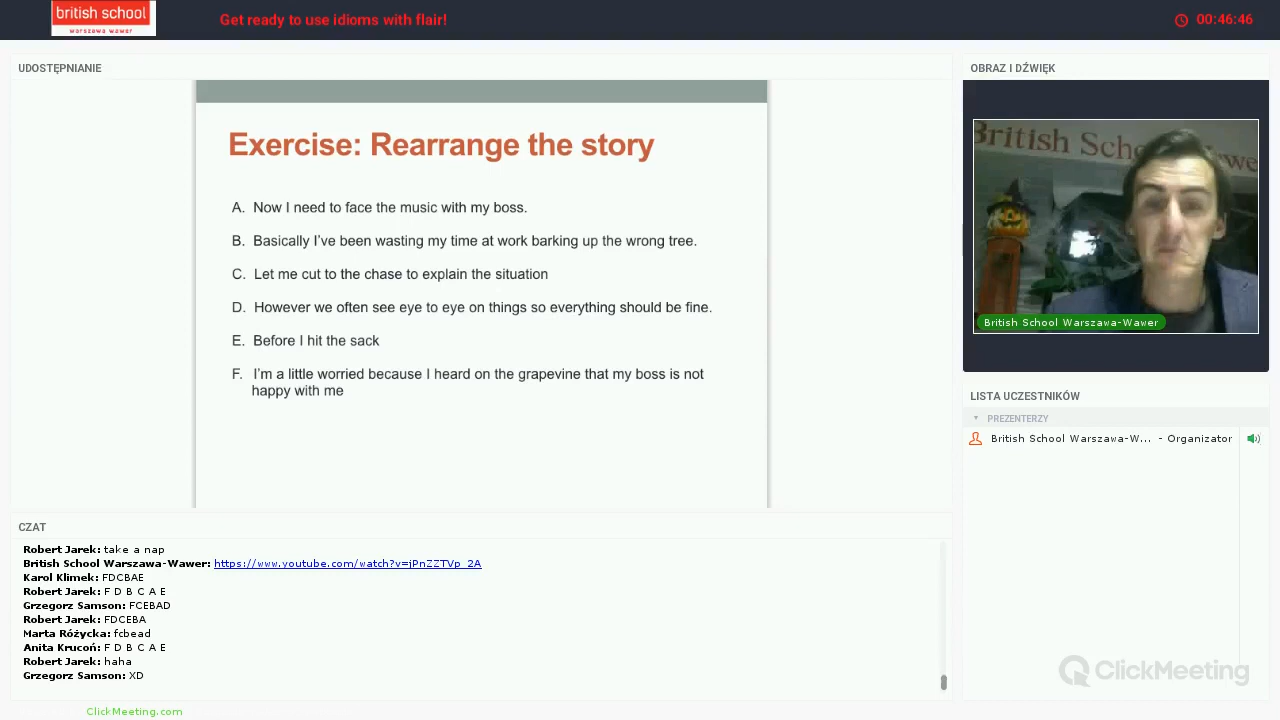 british school
warszawa wawer
Get ready to use idioms with flair!
00:46:46
UDOSTĘPNIANIE
Exercise: Rearrange the story
A. Now I need to face the music with my boss.
B. Basically I've been wasting my time at work barking up the wrong tree.
C. Let me cut to the chase to explain the situation
D. However we often see eye to eye on things so everything should be fine.
E. Before I hit the sack
F. I'm a little worried because I heard on the grapevine that my boss is not
happy with me
CZAT
Robert Jarek: take a nap
British School Warszawa-Wawer: https://www.youtube.com/watch?v=jPnZZTVp_2A
Karol Klimek: FDCBAE
Robert Jarek: F D B C A E
Grzegorz Samson: FCEBAD
Robert Jarek: FDCEBA
Marta Różycka: fcbead
Anita Krucoń: F D B C A E
Robert Jarek: haha
Grzegorz Samson: XD
ClickMeeting.com
OBRAZ I DŹWIĘK
British Scho
British School Warszawa-Wawer
LISTA UCZESTNIKÓW
PREZENTERZY
British School Warszawa-W... - Organizator
ClickMeeting